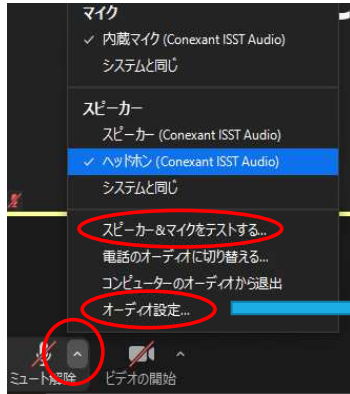 マイク
内蔵マイク (Conexant ISST Audio)
システムと同じ
スピーカー
スピーカー (Conexant ISST Audio)
ヘッドホン (Conexant ISST Audio)
システムと同じ
スピーカー&マイクをテストする...
電話のオーディオに切り替える...
コンピューターのオーディオから退出
オーディオ設定...
ミュート解除
ビデオの開始